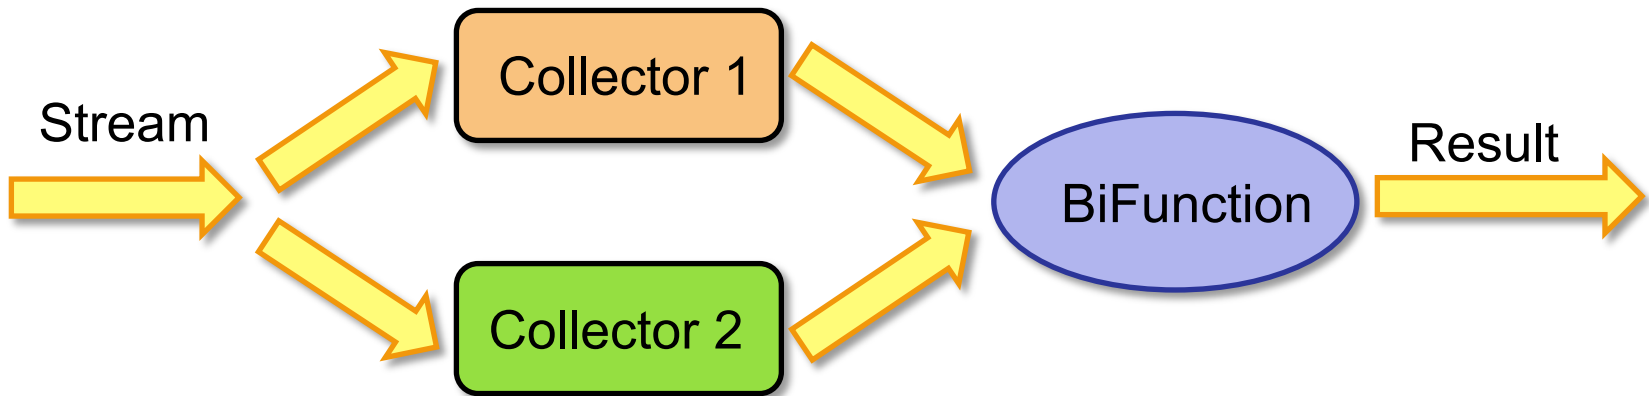 Stream
Collector 1
Collector 2
BiFunction
Result